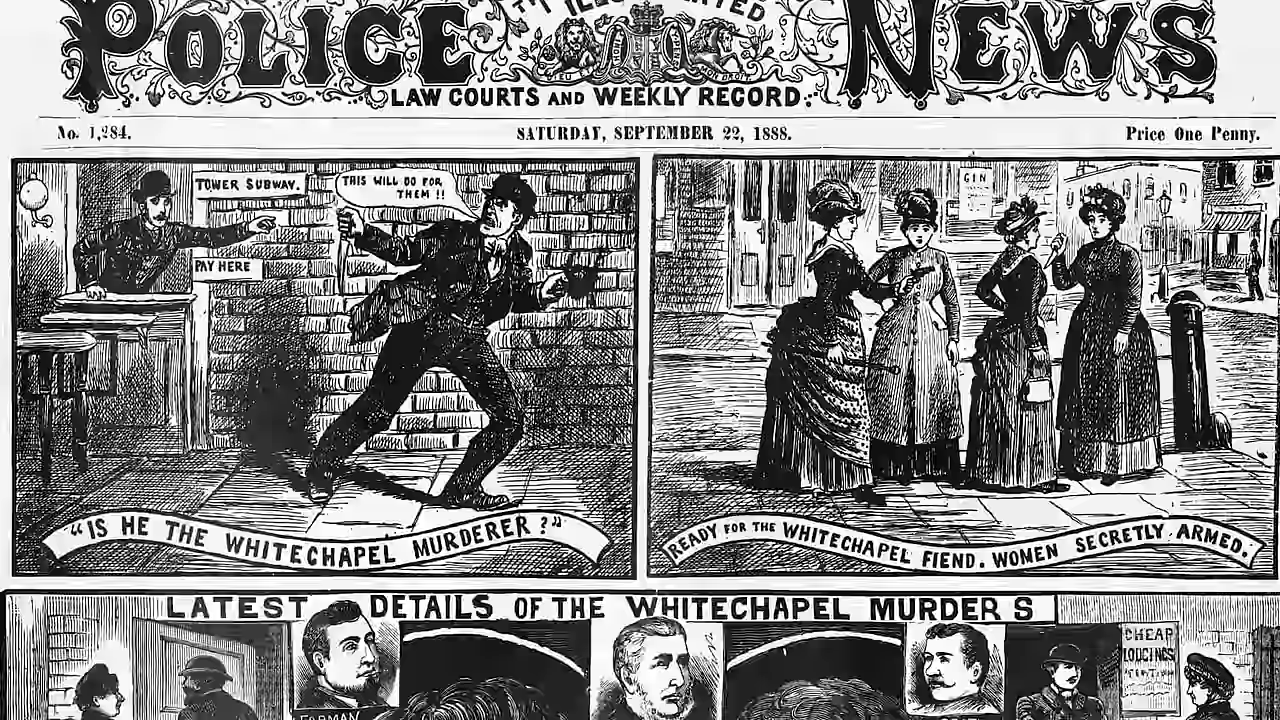 POLICE NEWS
LAW COURTS AND WEEKLY RECORD.
No. 1,284.
SATURDAY, SEPTEMBER 22, 1888.
Price One Penny.
TOWER SUBWAY.
THIS WILL DO FOR
THEM !!
PAY HERE
"IS HE THE WHITECHAPEL MURDERER?"
GIN
READY FOR THE WHITECHAPEL FIEND. WOMEN SECRETLY ARMED.
LATEST DETAILS OF THE WHITECHAPEL MURDERS
CHEAP
LODGINGS